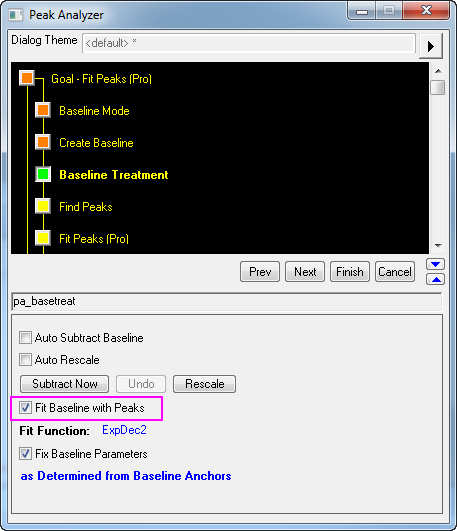 Peak Analyzer
Dialog Theme <default> *
Goal - Fit Peaks (Pro)
Baseline Mode
Create Baseline
Baseline Treatment
Find Peaks
Fit Peaks (Pro)
Prev Next Finish Cancel
pa_basetreat
Auto Subtract Baseline
Auto Rescale
Subtract Now Undo Rescale
Fit Baseline with Peaks
Fit Function: ExpDec2
Fix Baseline Parameters
as Determined from Baseline Anchors